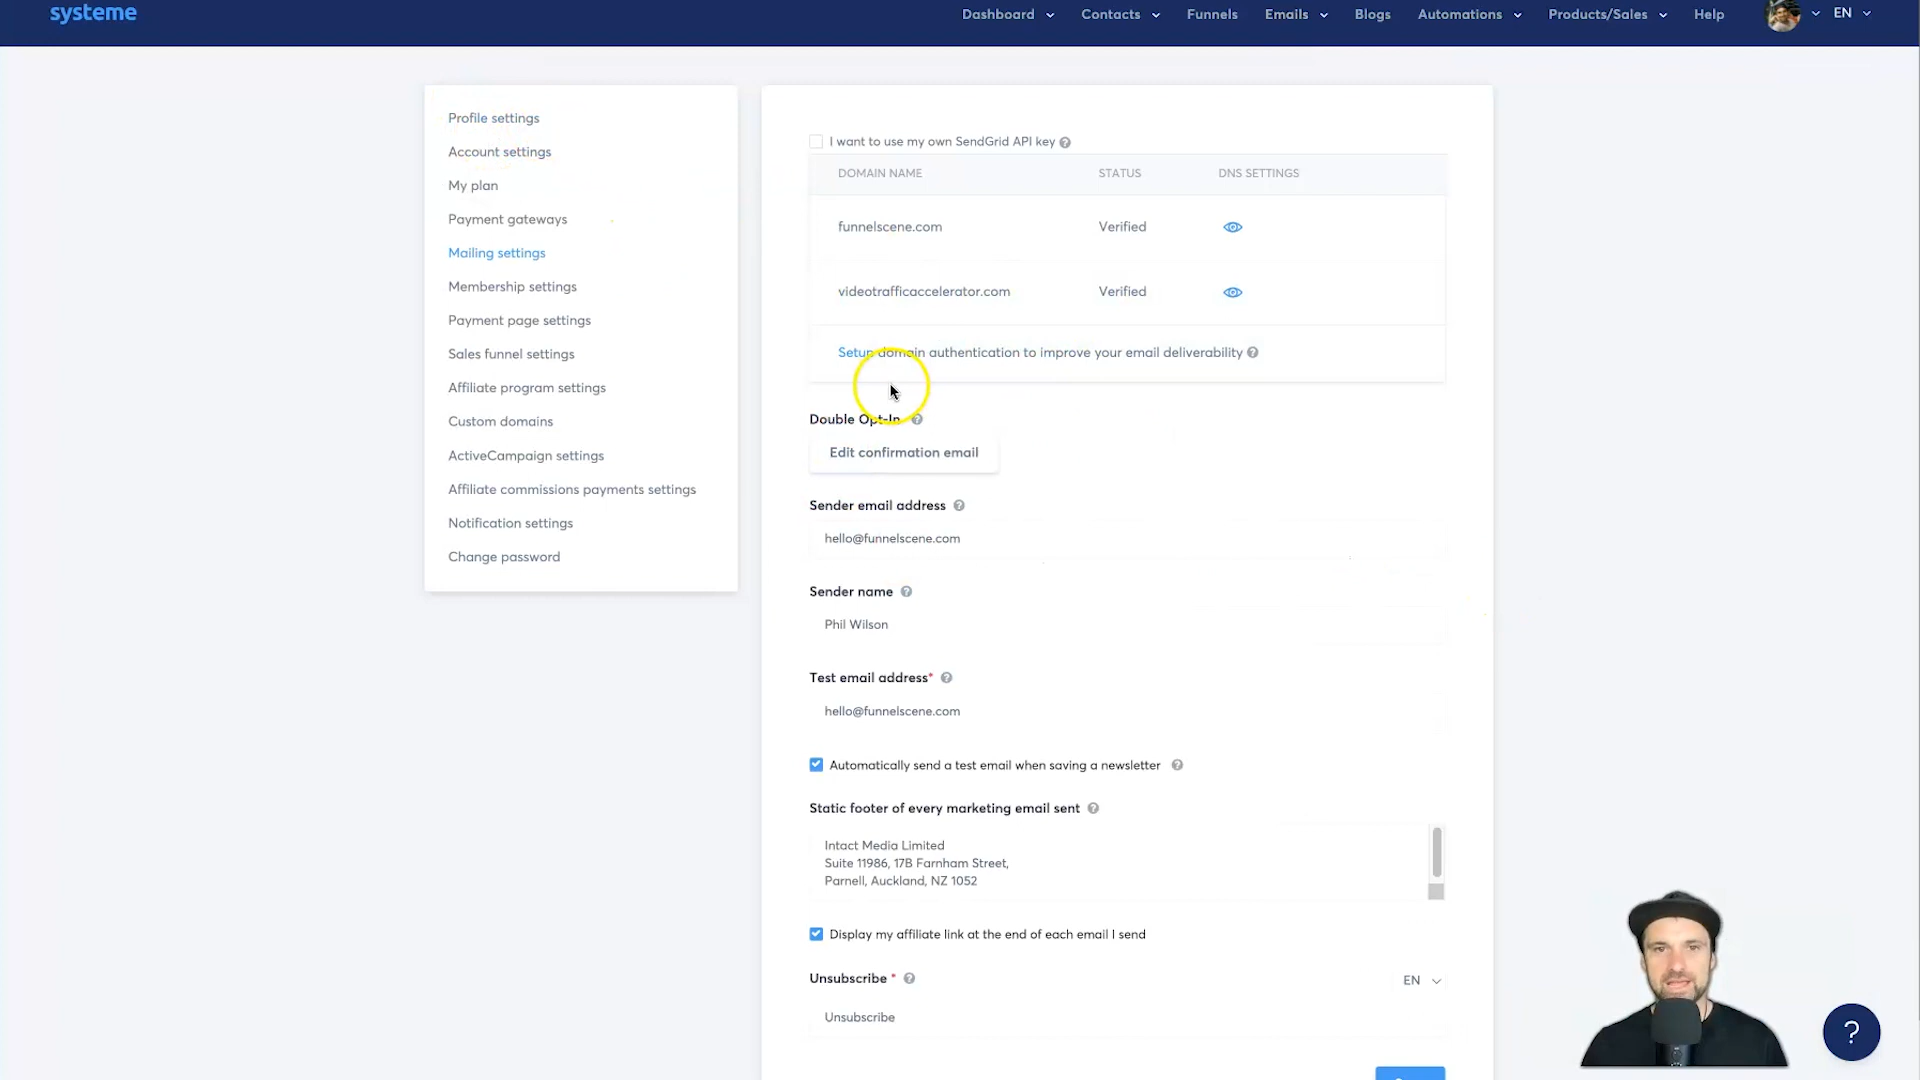 systeme
Dashboard
Contacts
Funnels
Emails
Blogs
Automations
Products/Sales
Help
EN
Profile settings
Account settings
My plan
Payment gateways
Mailing settings
Membership settings
Payment page settings
Sales funnel settings
Affiliate program settings
Custom domains
ActiveCampaign settings
Affiliate commissions payments settings
Notification settings
Change password
I want to use my own SendGrid API key
DOMAIN NAME STATUS DNS SETTINGS
funnelscene.com Verified
videotrafficaccelerator.com Verified
Setup domain authentication to improve your email deliverability
Double Opt-In
Edit confirmation email
Sender email address
hello@funnelscene.com
Sender name
Phil Wilson
Test email address*
hello@funnelscene.com
Automatically send a test email when saving a newsletter
Static footer of every marketing email sent
Intact Media Limited
Suite 11986, 17B Farnham Street,
Parnell, Auckland, NZ 1052
Display my affiliate link at the end of each email I send
Unsubscribe * EN
Unsubscribe
?